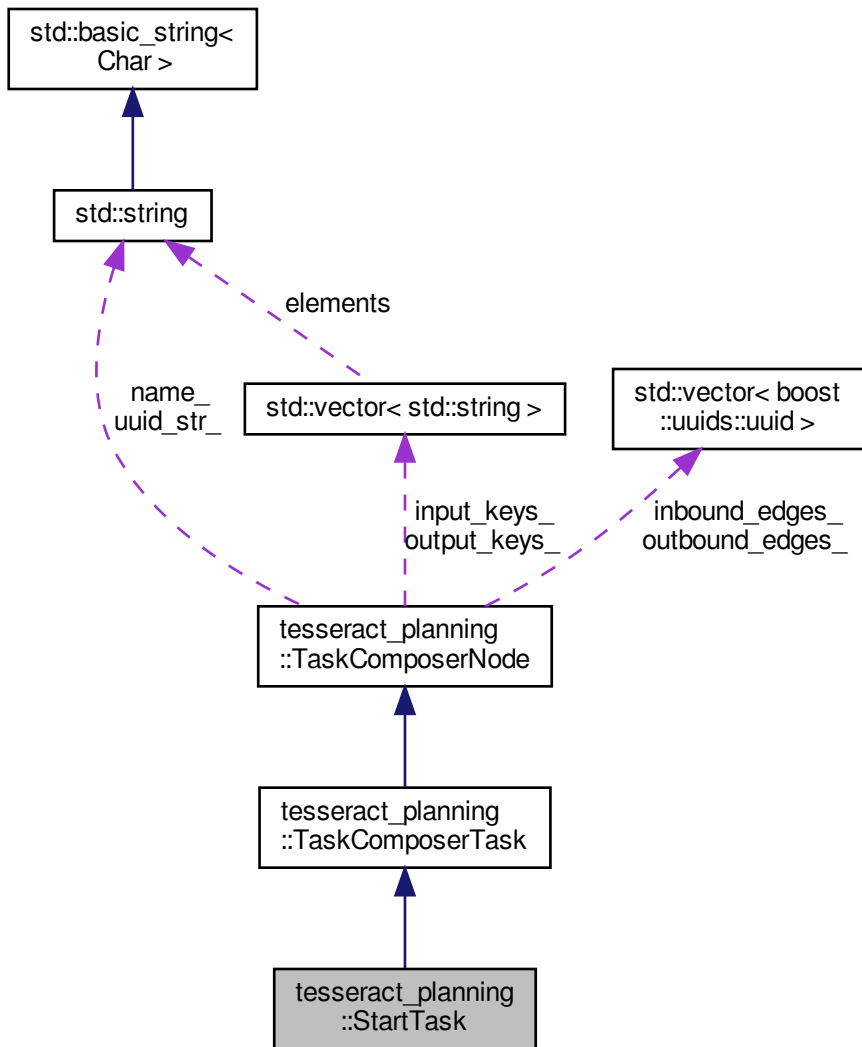 std::basic_string<
Char >
std::string
elements
name_
uuid_str_
std::vector< std::string >
std::vector< boost
::uuids::uuid >
input_keys_
output_keys_
inbound_edges_
outbound_edges_
tesseract_planning
::TaskComposerNode
tesseract_planning
::TaskComposerTask
tesseract_planning
::StartTask